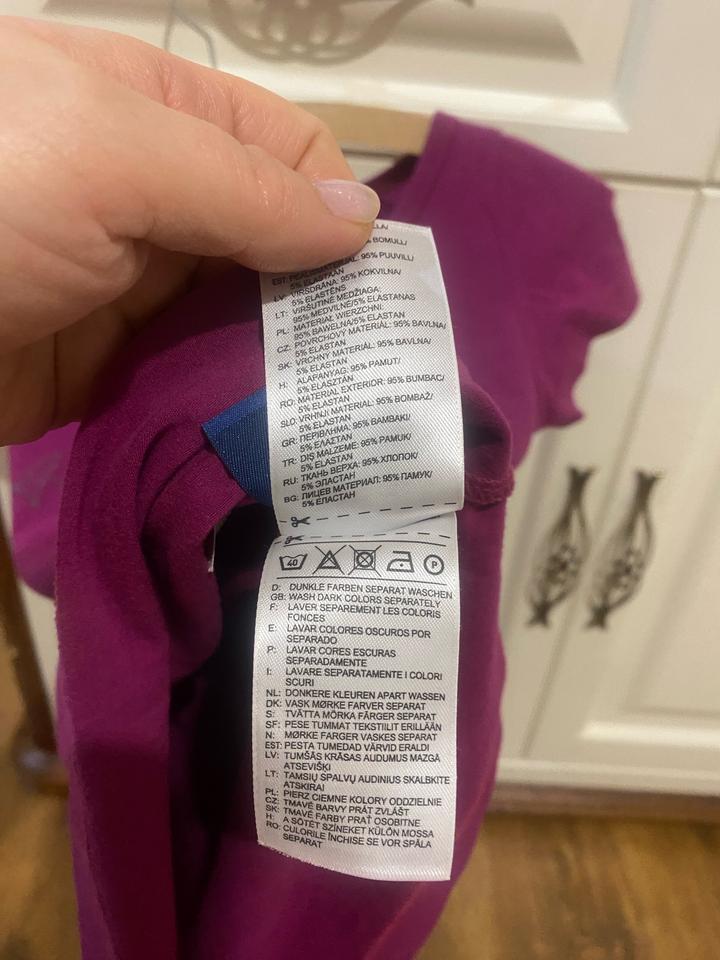 % BOMULL/
EST: PEALISMATERJAL: 95% PUUVILL/
5% ELASTAAN
LV: VIRSDRĀNA: 95% KOKVILNA/
5% ELASTĒNS
LT: VIRŠUTINĖ MEDŽIAGA:
95% MEDVILNĖ/5% ELASTANAS
PL: MATERIAŁ WIERZCHNI:
95% BAWEŁNA/5% ELASTAN
CZ: POVRCHOVÝ MATERIÁL: 95% BAVLNA/
5% ELASTAN
SK: VRCHNÝ MATERIÁL: 95% BAVLNA/
5% ELASTAN
H: ALAPANYAG: 95% PAMUT/
5% ELASZTÁN
RO: MATERIAL EXTERIOR: 95% BUMBAC/
5% ELASTAN
SLO: VRHNJI MATERIAL: 95% BOMBAŽ/
5% ELASTAN
GR: ΠΕΡΙΒΛΗΜΑ: 95% ΒΑΜΒΑΚΙ/
5% ΕΛΑΣΤΑΝ
TR: DIŞ MALZEME: 95% PAMUK/
5% ELASTAN
RU: ТКАНЬ ВЕРХА: 95% ХЛОПОК/
5% ЭЛАСТАН
BG: ЛИЦЕВ МАТЕРИАЛ: 95% ПАМУК/
5% ЕЛАСТАН
40 P
D: DUNKLE FARBEN SEPARAT WASCHEN
GB: WASH DARK COLORS SEPARATELY
F: LAVER SEPAREMENT LES COLORIS
FONCES
E: LAVAR COLORES OSCUROS POR
SEPARADO
P: LAVAR CORES ESCURAS
SEPARADAMENTE
I: LAVARE SEPARATAMENTE I COLORI
SCURI
NL: DONKERE KLEUREN APART WASSEN
DK: VASK MØRKE FARVER SEPARAT
S: TVÄTTA MÖRKA FÄRGER SEPARAT
SF: PESE TUMMAT TEKSTIILIT ERILLÄÄN
N: MØRKE FARGER VASKES SEPARAT
EST: PESTA TUMEDAD VÄRVID ERALDI
LV: TUMŠĀS KRĀSAS AUDUMUS MAZGĀ
ATSEVIŠĶI
LT: TAMSIŲ SPALVŲ AUDINIUS SKALBKITE
ATSKIRAI
PL: PIERZ CIEMNE KOLORY ODDZIELNIE
CZ: TMAVÉ BARVY PRÁT ZVLÁŠŤ
SK: TMAVÉ FARBY PRAŤ OSOBITNE
H: A SÖTÉT SZÍNEKET KÜLÖN MOSSA
RO: CULORILE ÎNCHISE SE VOR SPĂLA
SEPARAT